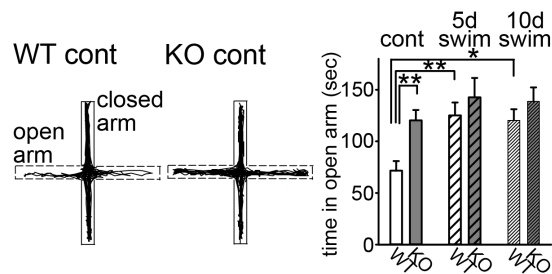 WT cont
KO cont
closed
arm
open
arm
cont
5d
swim
10d
swim
*
**
**
time in open arm (sec)
150
100
50
0
WT
KO
WT
KO
WT
KO